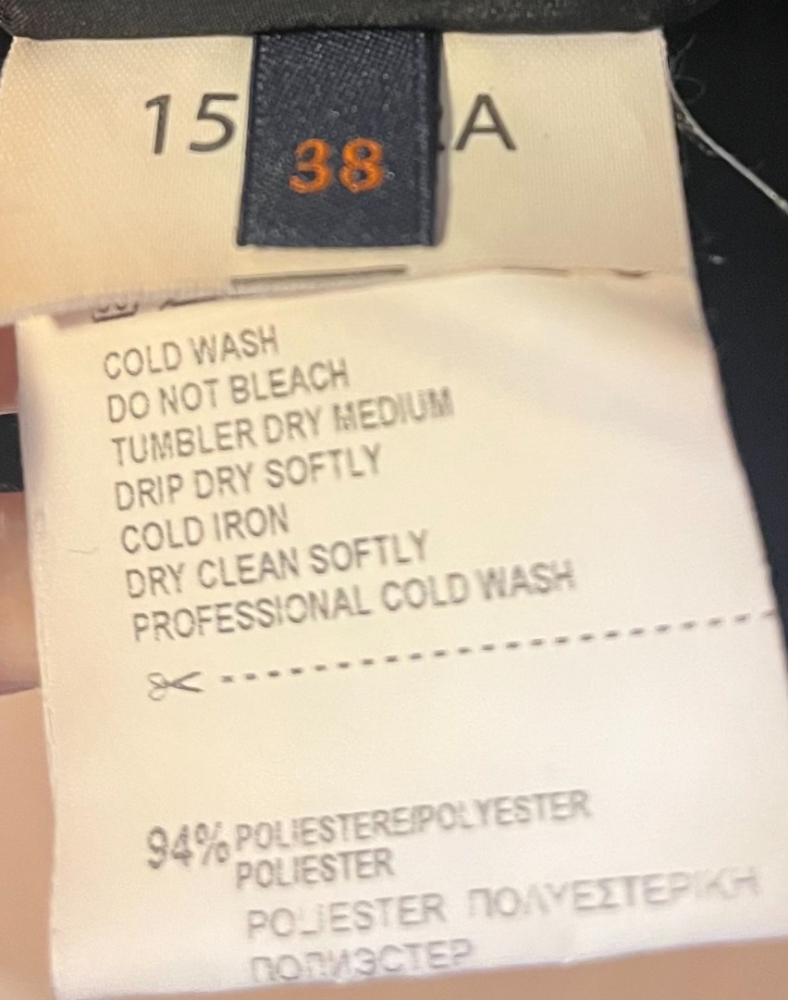 15 A
38
COLD WASH
DO NOT BLEACH
TUMBLER DRY MEDIUM
DRIP DRY SOFTLY
COLD IRON
DRY CLEAN SOFTLY
PROFESSIONAL COLD WASH
94% POLIESTERE/POLYESTER
POLIESTER
POLIESTER ΠΟΛΥΕΣΤΕΡΙΚΗ
ПОЛИЭСТЕР